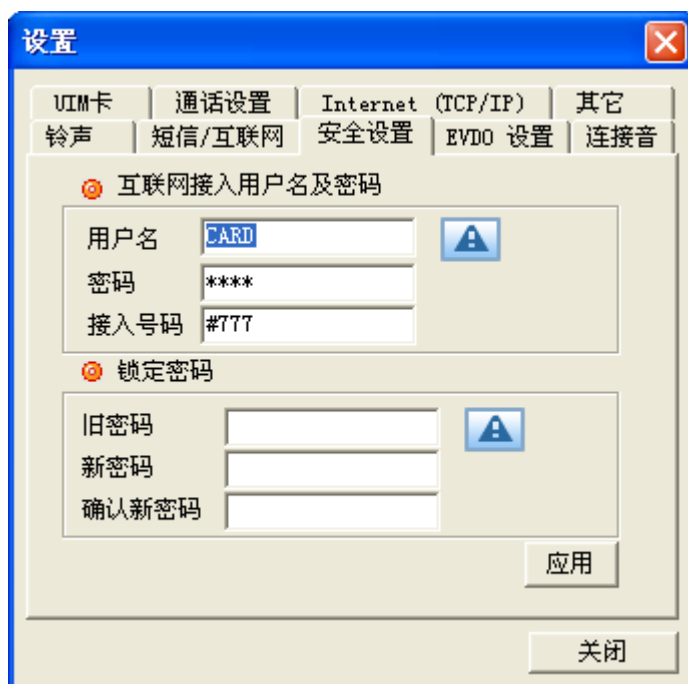 设置
UIM卡 通话设置 Internet (TCP/IP) 其它
铃声 短信/互联网 安全设置 EVDO 设置 连接音
互联网接入用户名及密码
用户名 CARD
密码 ****
接入号码 #777
锁定密码
旧密码
新密码
确认新密码
应用
关闭